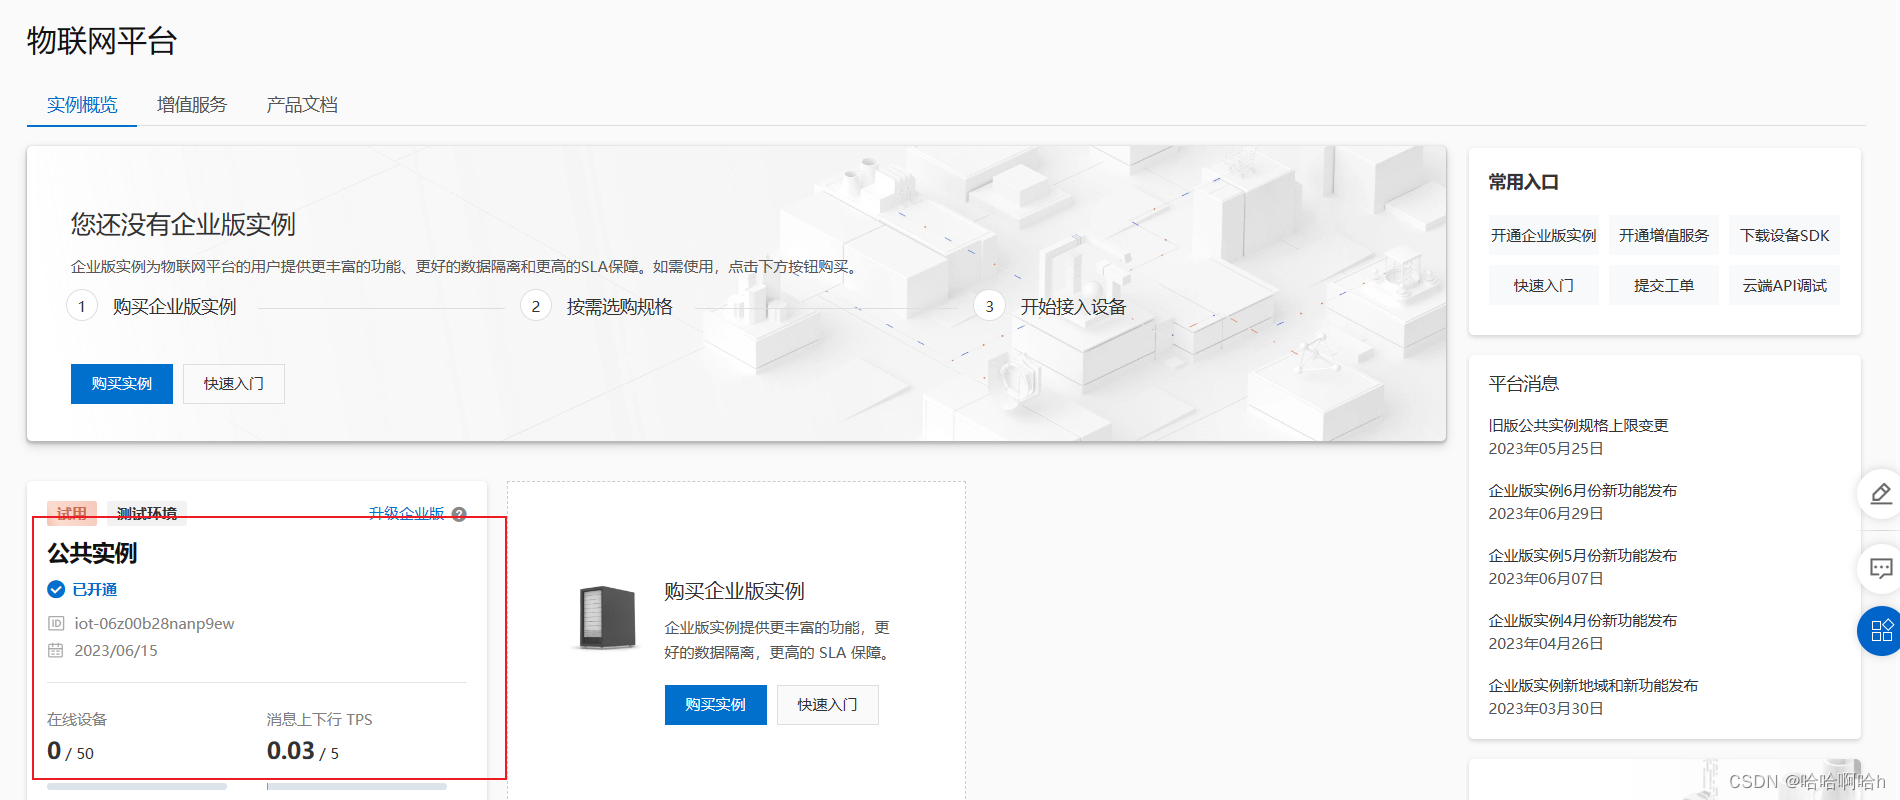 物联网平台
实例概览
增值服务
产品文档
您还没有企业版实例
企业版实例为物联网平台的用户提供更丰富的功能、更好的数据隔离和更高的SLA保障。如需使用，点击下方按钮购买。
1 购买企业版实例
2 按需选购规格
3 开始接入设备
购买实例
快速入门
试用
测试环境
升级企业版 ?
公共实例
已开通
ID iot-06z00b28nanp9ew
2023/06/15
在线设备
0 / 50
消息上下行 TPS
0.03 / 5
购买企业版实例
企业版实例提供更丰富的功能，更
好的数据隔离，更高的 SLA 保障。
购买实例
快速入门
常用入口
开通企业版实例
开通增值服务
下载设备SDK
快速入门
提交工单
云端API调试
平台消息
旧版公共实例规格上限变更
2023年05月25日
企业版实例6月份新功能发布
2023年06月29日
企业版实例5月份新功能发布
2023年06月07日
企业版实例4月份新功能发布
2023年04月26日
企业版实例新地域和新功能发布
2023年03月30日
CSDN @哈哈啊哈h